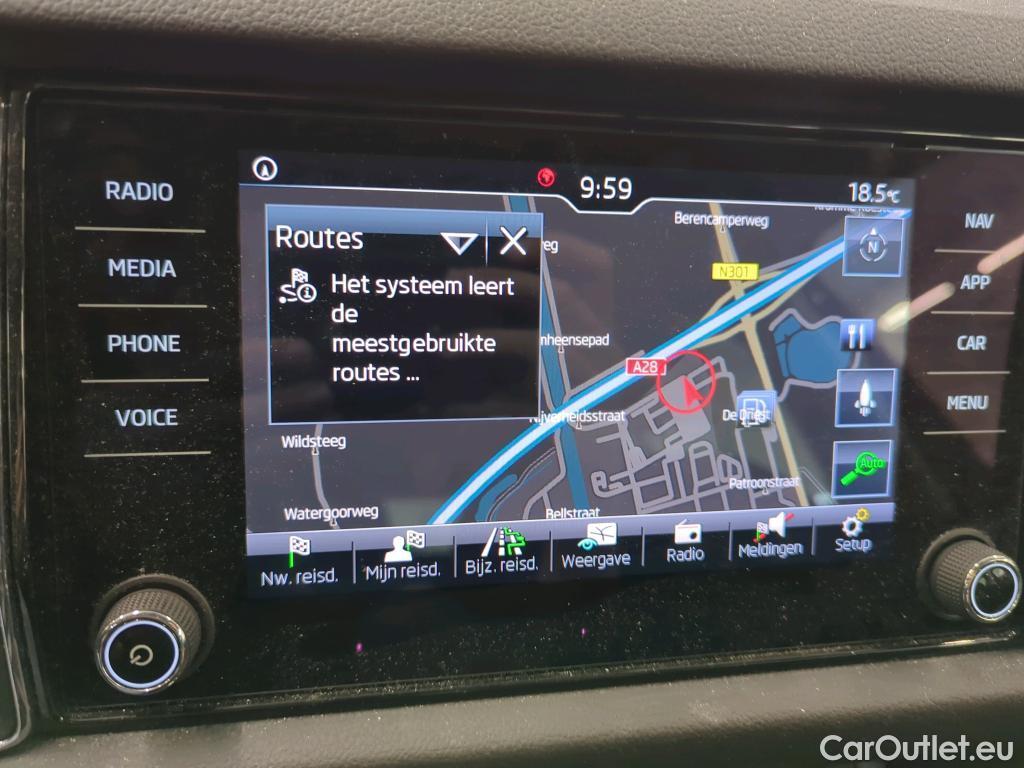 RADIO
MEDIA
PHONE
VOICE
9:59
18.5°C
Routes
Het systeem leert
de
meestgebruikte
routes ...
Berencamperweg
N301
N
A28
Nijverheidsstraat
De Driest
Wildsteeg
Auto
Patroonstraat
Watergoorweg
Bellstraat
Nw. reisd.
Mijn reisd.
Bijz. reisd.
Weergave
Radio
Meldingen
Setup
NAV
APP
CAR
MENU
CarOutlet.eu